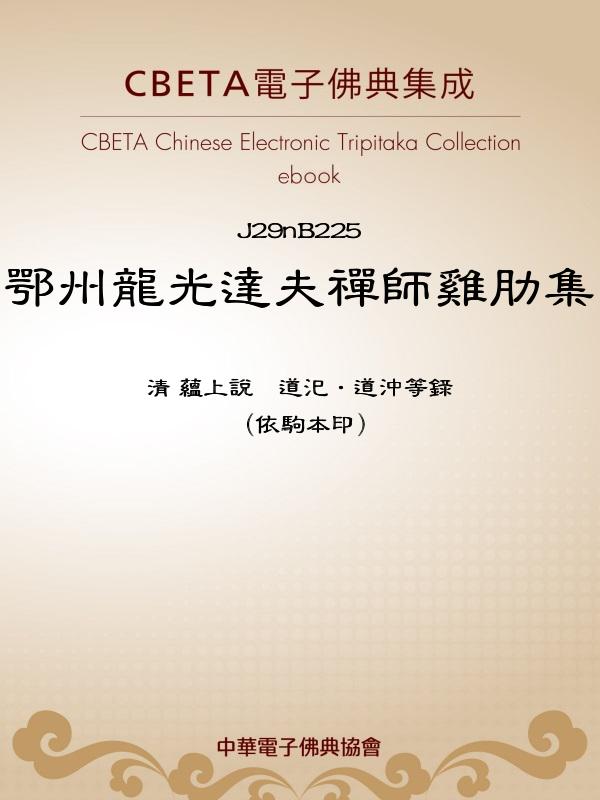 CBETA電子佛典集成
CBETA Chinese Electronic Tripitaka Collection
ebook
J29nB225
鄂州龍光達夫禪師雞肋集
清 蘊上說　道汜．道沖等錄
(依駒本印)
中華電子佛典協會